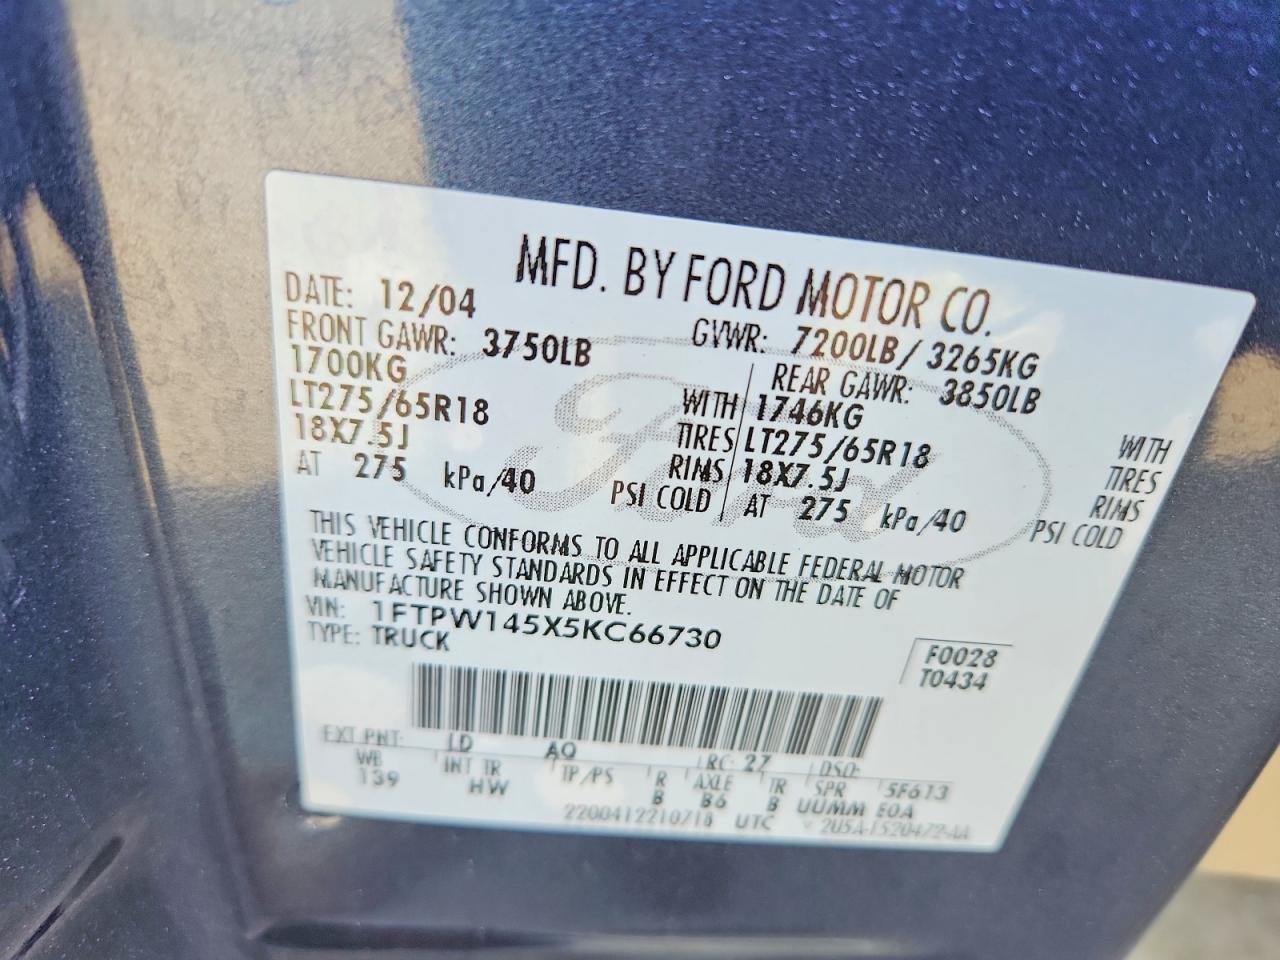 MFD. BY FORD MOTOR CO.
DATE: 12/04 GVWR: 7200LB/ 3265KG
FRONT GAWR: 3750LB REAR GAWR: 3850LB
1700KG WITH 1746KG WITH
LT275/65R18 TIRES LT275/65R18 TIRES
18X7.5J RIMS 18X7.5J RIMS
AT 275 kPa/40 PSI COLD AT 275 kPa/40 PSI COLD
Ford
THIS VEHICLE CONFORMS TO ALL APPLICABLE FEDERAL MOTOR
VEHICLE SAFETY STANDARDS IN EFFECT ON THE DATE OF
MANUFACTURE SHOWN ABOVE.
VIN: 1FTPW145X5KC66730
TYPE: TRUCK
F0028
T0434
EXT PNT: LD AQ RC: 27 DSO:
WB INT TR TP/PS R AXLE TR SPR 5F613
139 HW B B6 B UUMM EOA
22004122 10718 UTC